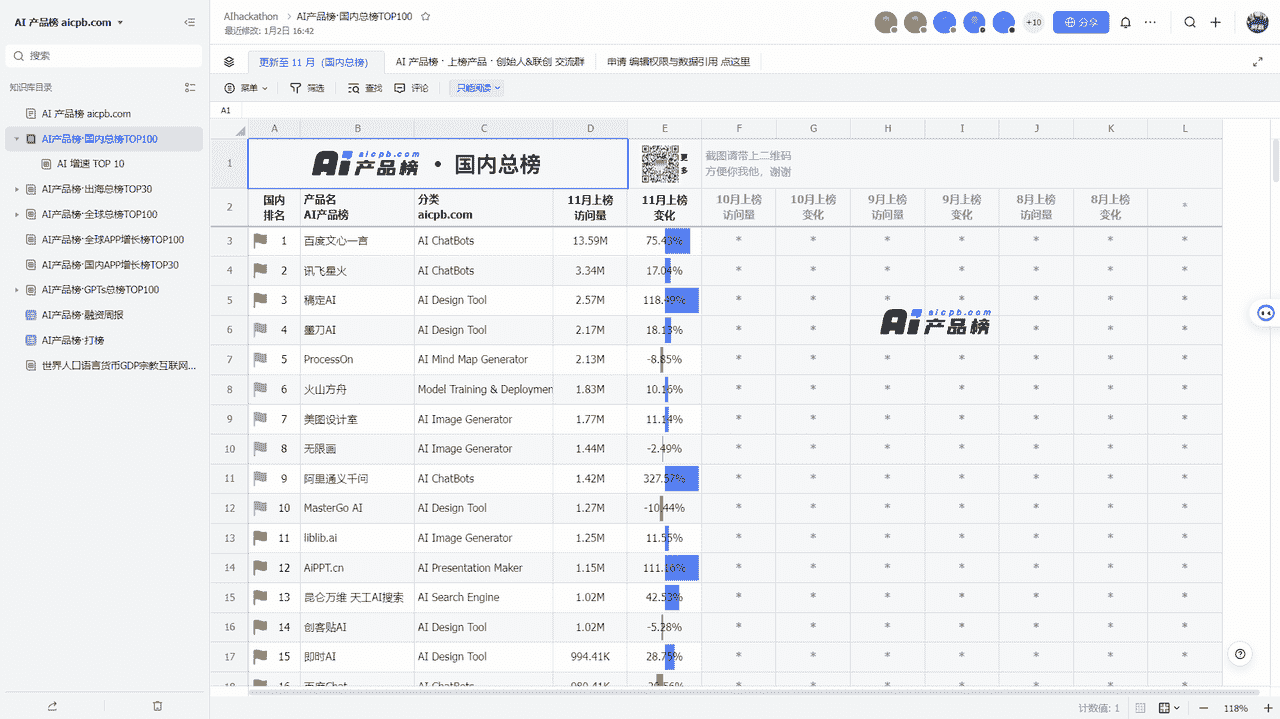 AI 产品榜 aicpb.com
搜索
知识库目录
AI 产品榜 aicpb.com
AI产品榜·国内总榜TOP100
AI 增速 TOP 10
AI产品榜·出海总榜TOP30
AI产品榜·全球总榜TOP100
AI产品榜·全球APP增长榜TOP100
AI产品榜·国内APP增长榜TOP30
AI产品榜·GPTs总榜TOP100
AI产品榜·融资周报
AI产品榜·打榜
世界人口语言货币GDP宗教互联网...
AIhackathon > AI产品榜·国内总榜TOP100
最近修改: 1月2日 16:42
+10
分享
更新至 11 月（国内总榜）
AI 产品榜 · 上榜产品 · 创始人&联创 交流群
申请 编辑权限与数据引用 点这里
菜单
筛选
查找
评论
只能阅读
A1
A B C D E F G H I J K L
1 Ai aicpb.com 产品榜 · 国内总榜 更多
截图请带上二维码
方便你我他，谢谢
2 国内排名 产品名 AI产品榜 分类 aicpb.com 11月上榜访问量 11月上榜变化 10月上榜访问量 10月上榜变化 9月上榜访问量 9月上榜变化 8月上榜访问量 8月上榜变化 *
3 1 百度文心一言 AI ChatBots 13.59M 75.43% * * * * * * *
4 2 讯飞星火 AI ChatBots 3.34M 17.04% * * * * * * *
5 3 稿定AI AI Design Tool 2.57M 118.49% * * * * * * *
6 4 墨刀AI AI Design Tool 2.17M 18.13% * * * * * * *
Ai aicpb.com 产品榜
7 5 ProcessOn AI Mind Map Generator 2.13M -8.85% * * * * * * *
8 6 火山方舟 Model Training & Deploymen 1.83M 10.16% * * * * * * *
9 7 美图设计室 AI Image Generator 1.77M 11.14% * * * * * * *
10 8 无限画 AI Image Generator 1.44M -2.49% * * * * * * *
11 9 阿里通义千问 AI ChatBots 1.42M 327.57% * * * * * * *
12 10 MasterGo AI AI Design Tool 1.27M -10.44% * * * * * * *
13 11 liblib.ai AI Image Generator 1.25M 11.55% * * * * * * *
14 12 AiPPT.cn AI Presentation Maker 1.15M * * * * * * *
15 13 昆仑万维 天工AI搜索 AI Search Engine 1.02M 42.53% * * * * * * *
16 14 创客贴AI AI Design Tool 1.02M -5.28% * * * * * * *
17 15 即时AI AI Design Tool 994.41K 28.75% * * * * * * *
计数值: 1
118%